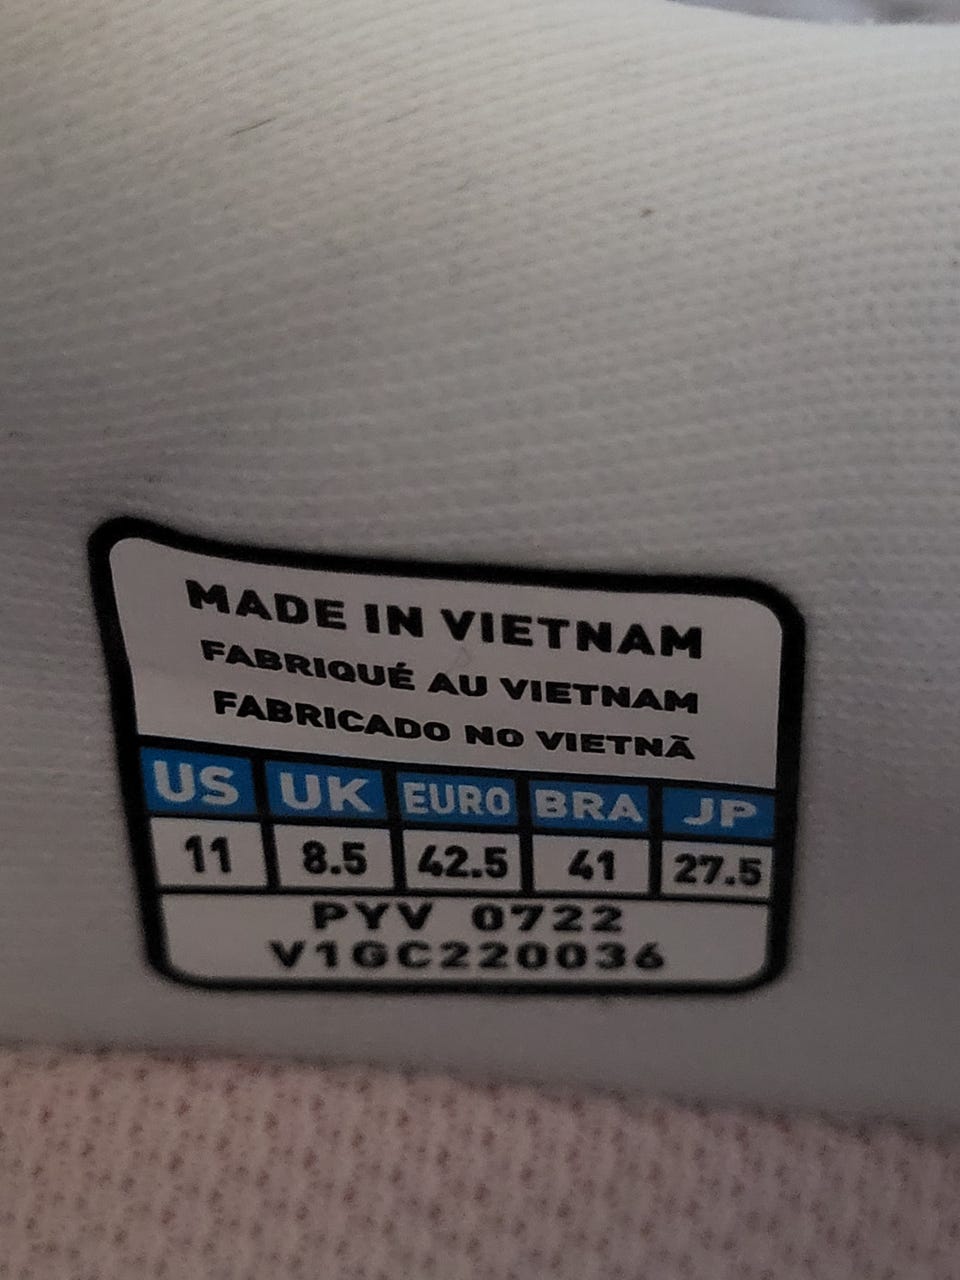 MADE IN VIETNAM
FABRIQUÉ AU VIETNAM
FABRICADO NO VIETNÃ
US UK EURO BRA JP
11 8.5 42.5 41 27.5
PYV 0722
V1GC220036